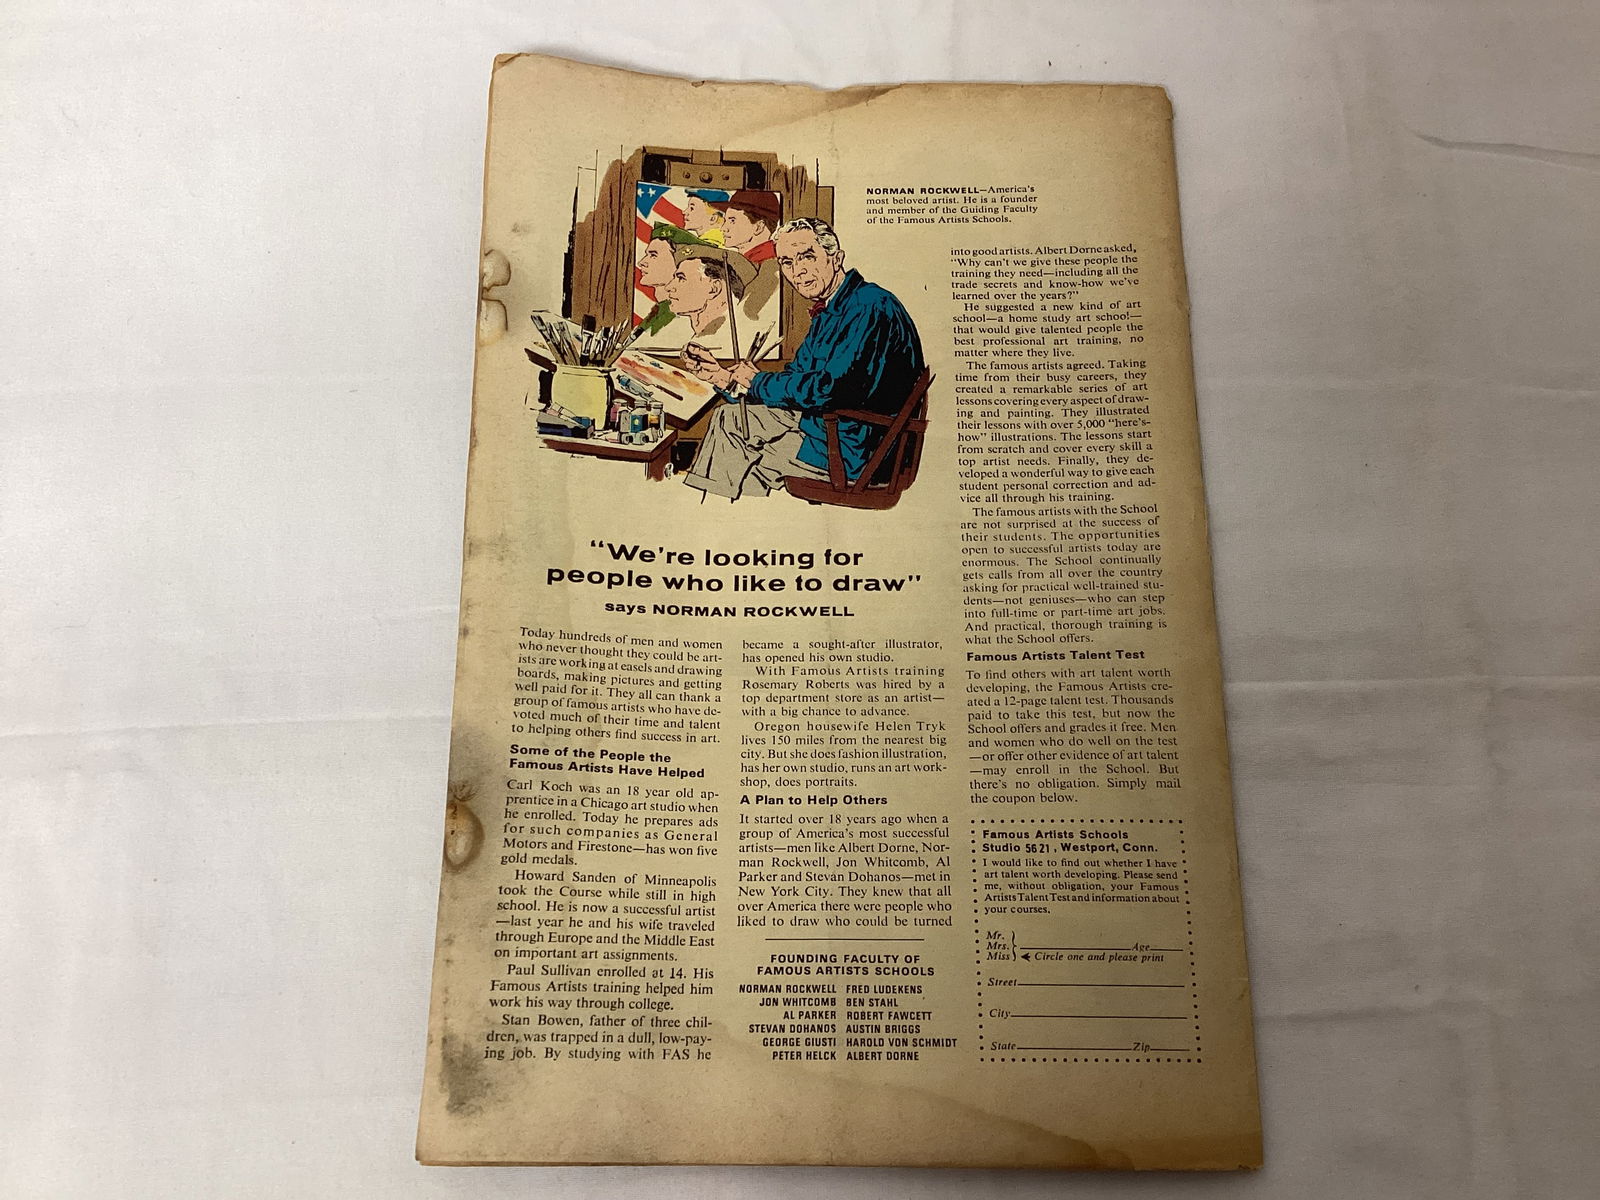 NORMAN ROCKWELL—America's
most beloved artist. He is a founder
and member of the Guiding Faculty
of the Famous Artists Schools.
"We're looking for
people who like to draw"
says NORMAN ROCKWELL
Today hundreds of men and women
who never thought they could be art-
ists are working at easels and drawing
boards, making pictures and getting
well paid for it. They all can thank a
group of famous artists who have de-
voted much of their time and talent
to helping others find success in art.
Some of the People the
Famous Artists Have Helped
Carl Koch was an 18 year old ap-
prentice in a Chicago art studio when
he enrolled. Today he prepares ads
for such companies as General
Motors and Firestone—has won five
gold medals.
Howard Sanden of Minneapolis
took the Course while still in high
school. He is now a successful artist
—last year he and his wife traveled
through Europe and the Middle East
on important art assignments.
Paul Sullivan enrolled at 14. His
Famous Artists training helped him
work his way through college.
Stan Bowen, father of three chil-
dren, was trapped in a dull, low-pay-
ing job. By studying with FAS he
became a sought-after illustrator,
has opened his own studio.
With Famous Artists training
Rosemary Roberts was hired by a
top department store as an artist—
with a big chance to advance.
Oregon housewife Helen Tryk
lives 150 miles from the nearest big
city. But she does fashion illustration,
has her own studio, runs an art work-
shop, does portraits.
A Plan to Help Others
It started over 18 years ago when a
group of America's most successful
artists—men like Albert Dorne, Nor-
man Rockwell, Jon Whitcomb, Al
Parker and Stevan Dohanos—met in
New York City. They knew that all
over America there were people who
liked to draw who could be turned
into good artists. Albert Dorne asked,
"Why can't we give these people the
training they need—including all the
trade secrets and know-how we've
learned over the years?"
He suggested a new kind of art
school—a home study art school—
that would give talented people the
best professional art training, no
matter where they live.
The famous artists agreed. Taking
time from their busy careers, they
created a remarkable series of art
lessons covering every aspect of draw-
ing and painting. They illustrated
their lessons with over 5,000 "here's-
how" illustrations. The lessons start
from scratch and cover every skill a
top artist needs. Finally, they de-
veloped a wonderful way to give each
student personal correction and ad-
vice all through his training.
The famous artists with the School
are not surprised at the success of
their students. The opportunities
open to successful artists today are
enormous. The School continually
gets calls from all over the country
asking for practical well-trained stu-
dents—not geniuses—who can step
into full-time or part-time art jobs.
And practical, thorough training is
what the School offers.
Famous Artists Talent Test
To find others with art talent worth
developing, the Famous Artists cre-
ated a 12-page talent test. Thousands
paid to take this test, but now the
School offers and grades it free. Men
and women who do well on the test
—or offer other evidence of art talent
—may enroll in the School. But
there's no obligation. Simply mail
the coupon below.
FOUNDING FACULTY OF
FAMOUS ARTISTS SCHOOLS
NORMAN ROCKWELL FRED LUDEKENS
JON WHITCOMB BEN STAHL
AL PARKER ROBERT FAWCETT
STEVAN DOHANOS AUSTIN BRIGGS
GEORGE GIUSTI HAROLD VON SCHMIDT
PETER HELCK ALBERT DORNE
Famous Artists Schools
Studio 5621, Westport, Conn.
I would like to find out whether I have
art talent worth developing. Please send
me, without obligation, your Famous
Artists Talent Test and information about
your courses.
Mr.
Mrs. Age
Miss Circle one and please print
Street
City
State Zip